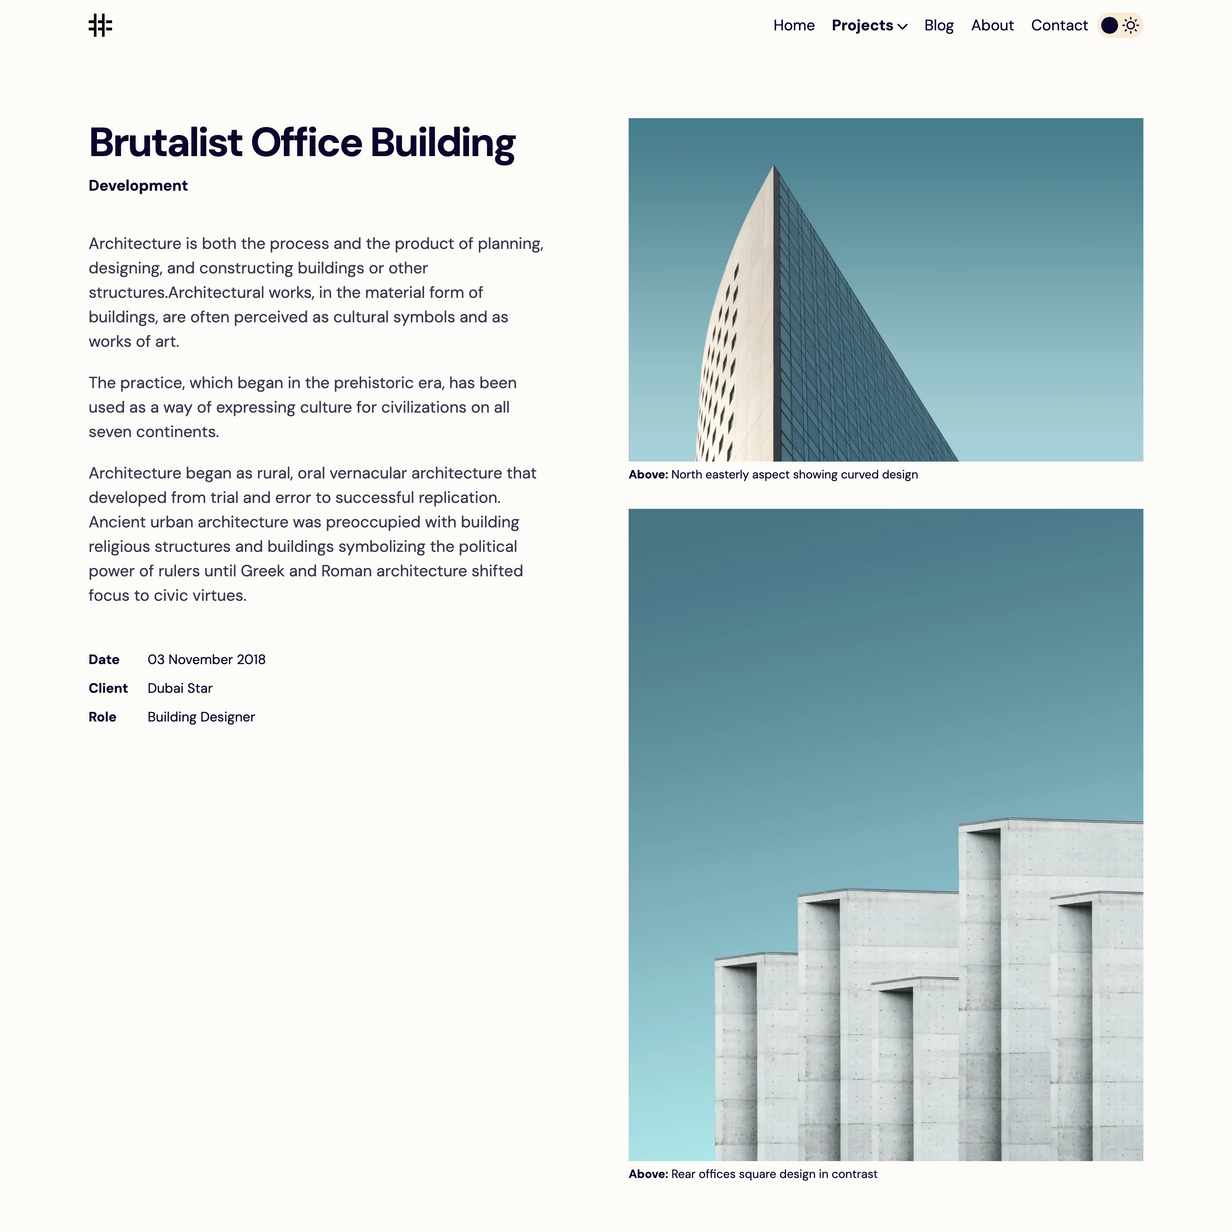 Home Projects Blog About Contact
Brutalist Office Building
Development
Architecture is both the process and the product of planning,
designing, and constructing buildings or other
structures.Architectural works, in the material form of
buildings, are often perceived as cultural symbols and as
works of art.
The practice, which began in the prehistoric era, has been
used as a way of expressing culture for civilizations on all
seven continents.
Architecture began as rural, oral vernacular architecture that
developed from trial and error to successful replication.
Ancient urban architecture was preoccupied with building
religious structures and buildings symbolizing the political
power of rulers until Greek and Roman architecture shifted
focus to civic virtues.
Date 03 November 2018
Client Dubai Star
Role Building Designer
Above: North easterly aspect showing curved design
Above: Rear offices square design in contrast